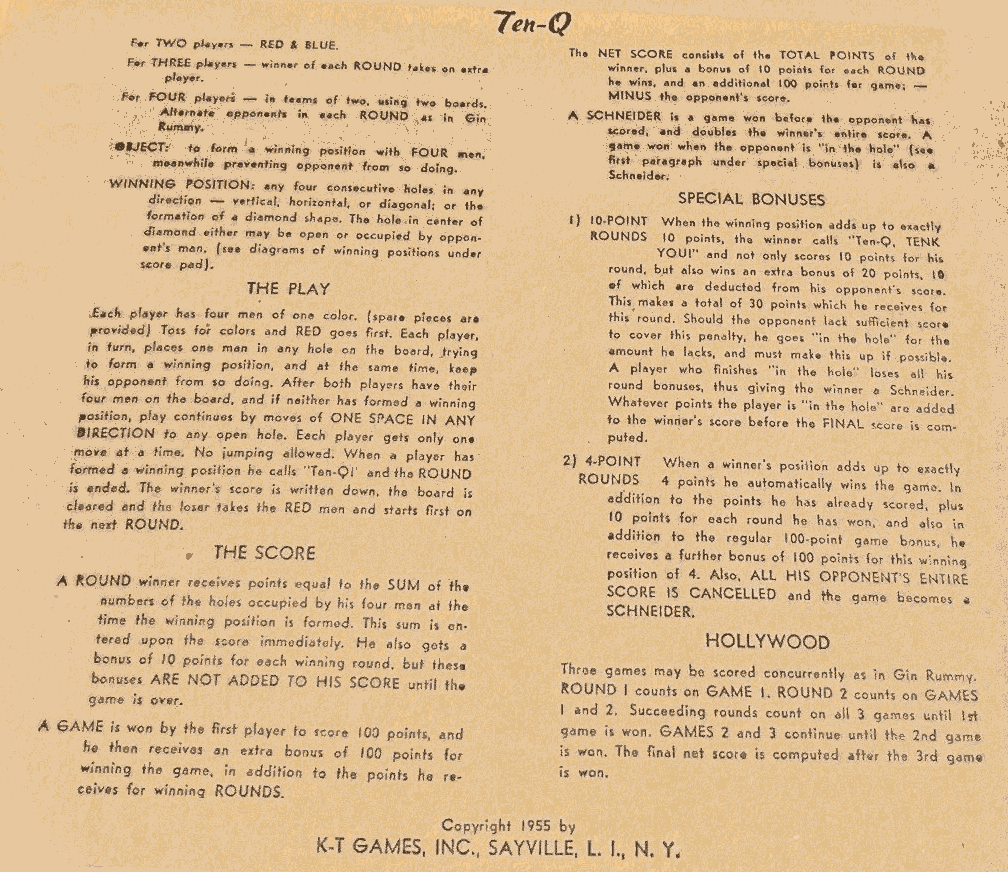 Ten-Q
For TWO players — RED & BLUE.
For THREE players — winner of each ROUND takes on extra
player.
For FOUR players — in teams of two, using two boards.
Alternate opponents in each ROUND as in Gin
Rummy.
OBJECT: to form a winning position with FOUR men,
meanwhile preventing opponent from so doing.
WINNING POSITION: any four consecutive holes in any
direction — vertical, horizontal, or diagonal; or the
formation of a diamond shape. The hole in center of
diamond either may be open or occupied by oppon-
ent's man. (see diagrams of winning positions under
score pad).
THE PLAY
Each player has four men of one color. (spare pieces are
provided) Toss for colors and RED goes first. Each player,
in turn, places one man in any hole on the board, trying
to form a winning position, and at the same time, keep
his opponent from so doing. After both players have their
four men on the board, and if neither has formed a winning
position, play continues by moves of ONE SPACE IN ANY
DIRECTION to any open hole. Each player gets only one
move at a time. No jumping allowed. When a player has
formed a winning position he calls "Ten-Q!' and the ROUND
is ended. The winner's score is written down, the board is
cleared and the loser takes the RED men and starts first on
the next ROUND.
THE SCORE
A ROUND winner receives points equal to the SUM of the
numbers of the holes occupied by his four men at the
time the winning position is formed. This sum is en-
tered upon the score immediately. He also gets a
bonus of 10 points for each winning round, but these
bonuses ARE NOT ADDED TO HIS SCORE until the
game is over.
A GAME is won by the first player to score 100 points, and
he then receives an extra bonus of 100 points for
winning the game, in addition to the points he re-
ceives for winning ROUNDS.
The NET SCORE consists of the TOTAL POINTS of the
winner, plus a bonus of 10 points for each ROUND
he wins, and an additional 100 points for game; —
MINUS the opponent's score.
A SCHNEIDER is a game won before the opponent has
scored, and doubles the winner's entire score. A
game won when the opponent is "in the hole" (see
first paragraph under special bonuses) is also a
Schneider.
SPECIAL BONUSES
1) 10-POINT When the winning position adds up to exactly
ROUNDS 10 points, the winner calls "Ten-Q, TENK
YOU!" and not only scores 10 points for his
round, but also wins an extra bonus of 20 points, 10
of which are deducted from his opponent's score.
This makes a total of 30 points which he receives for
this round. Should the opponent lack sufficient score
to cover this penalty, he goes "in the hole" for the
amount he lacks, and must make this up if possible.
A player who finishes "in the hole" loses all his
round bonuses, thus giving the winner a Schneider.
Whatever points the player is "in the hole" are added
to the winner's score before the FINAL score is com-
puted.
2) 4-POINT When a winner's position adds up to exactly
ROUNDS 4 points he automatically wins the game. In
addition to the points he has already scored, plus
10 points for each round he has won, and also in
addition to the regular 100-point game bonus, he
receives a further bonus of 100 points for this winning
position of 4. Also, ALL HIS OPPONENT'S ENTIRE
SCORE IS CANCELLED and the game becomes a
SCHNEIDER.
HOLLYWOOD
Three games may be scored concurrently as in Gin Rummy.
ROUND 1 counts on GAME 1. ROUND 2 counts on GAMES
1 and 2. Succeeding rounds count on all 3 games until 1st
game is won. GAMES 2 and 3 continue until the 2nd game
is won. The final net score is computed after the 3rd game
is won.
Copyright 1955 by
K-T GAMES, INC., SAYVILLE, L. I., N. Y.